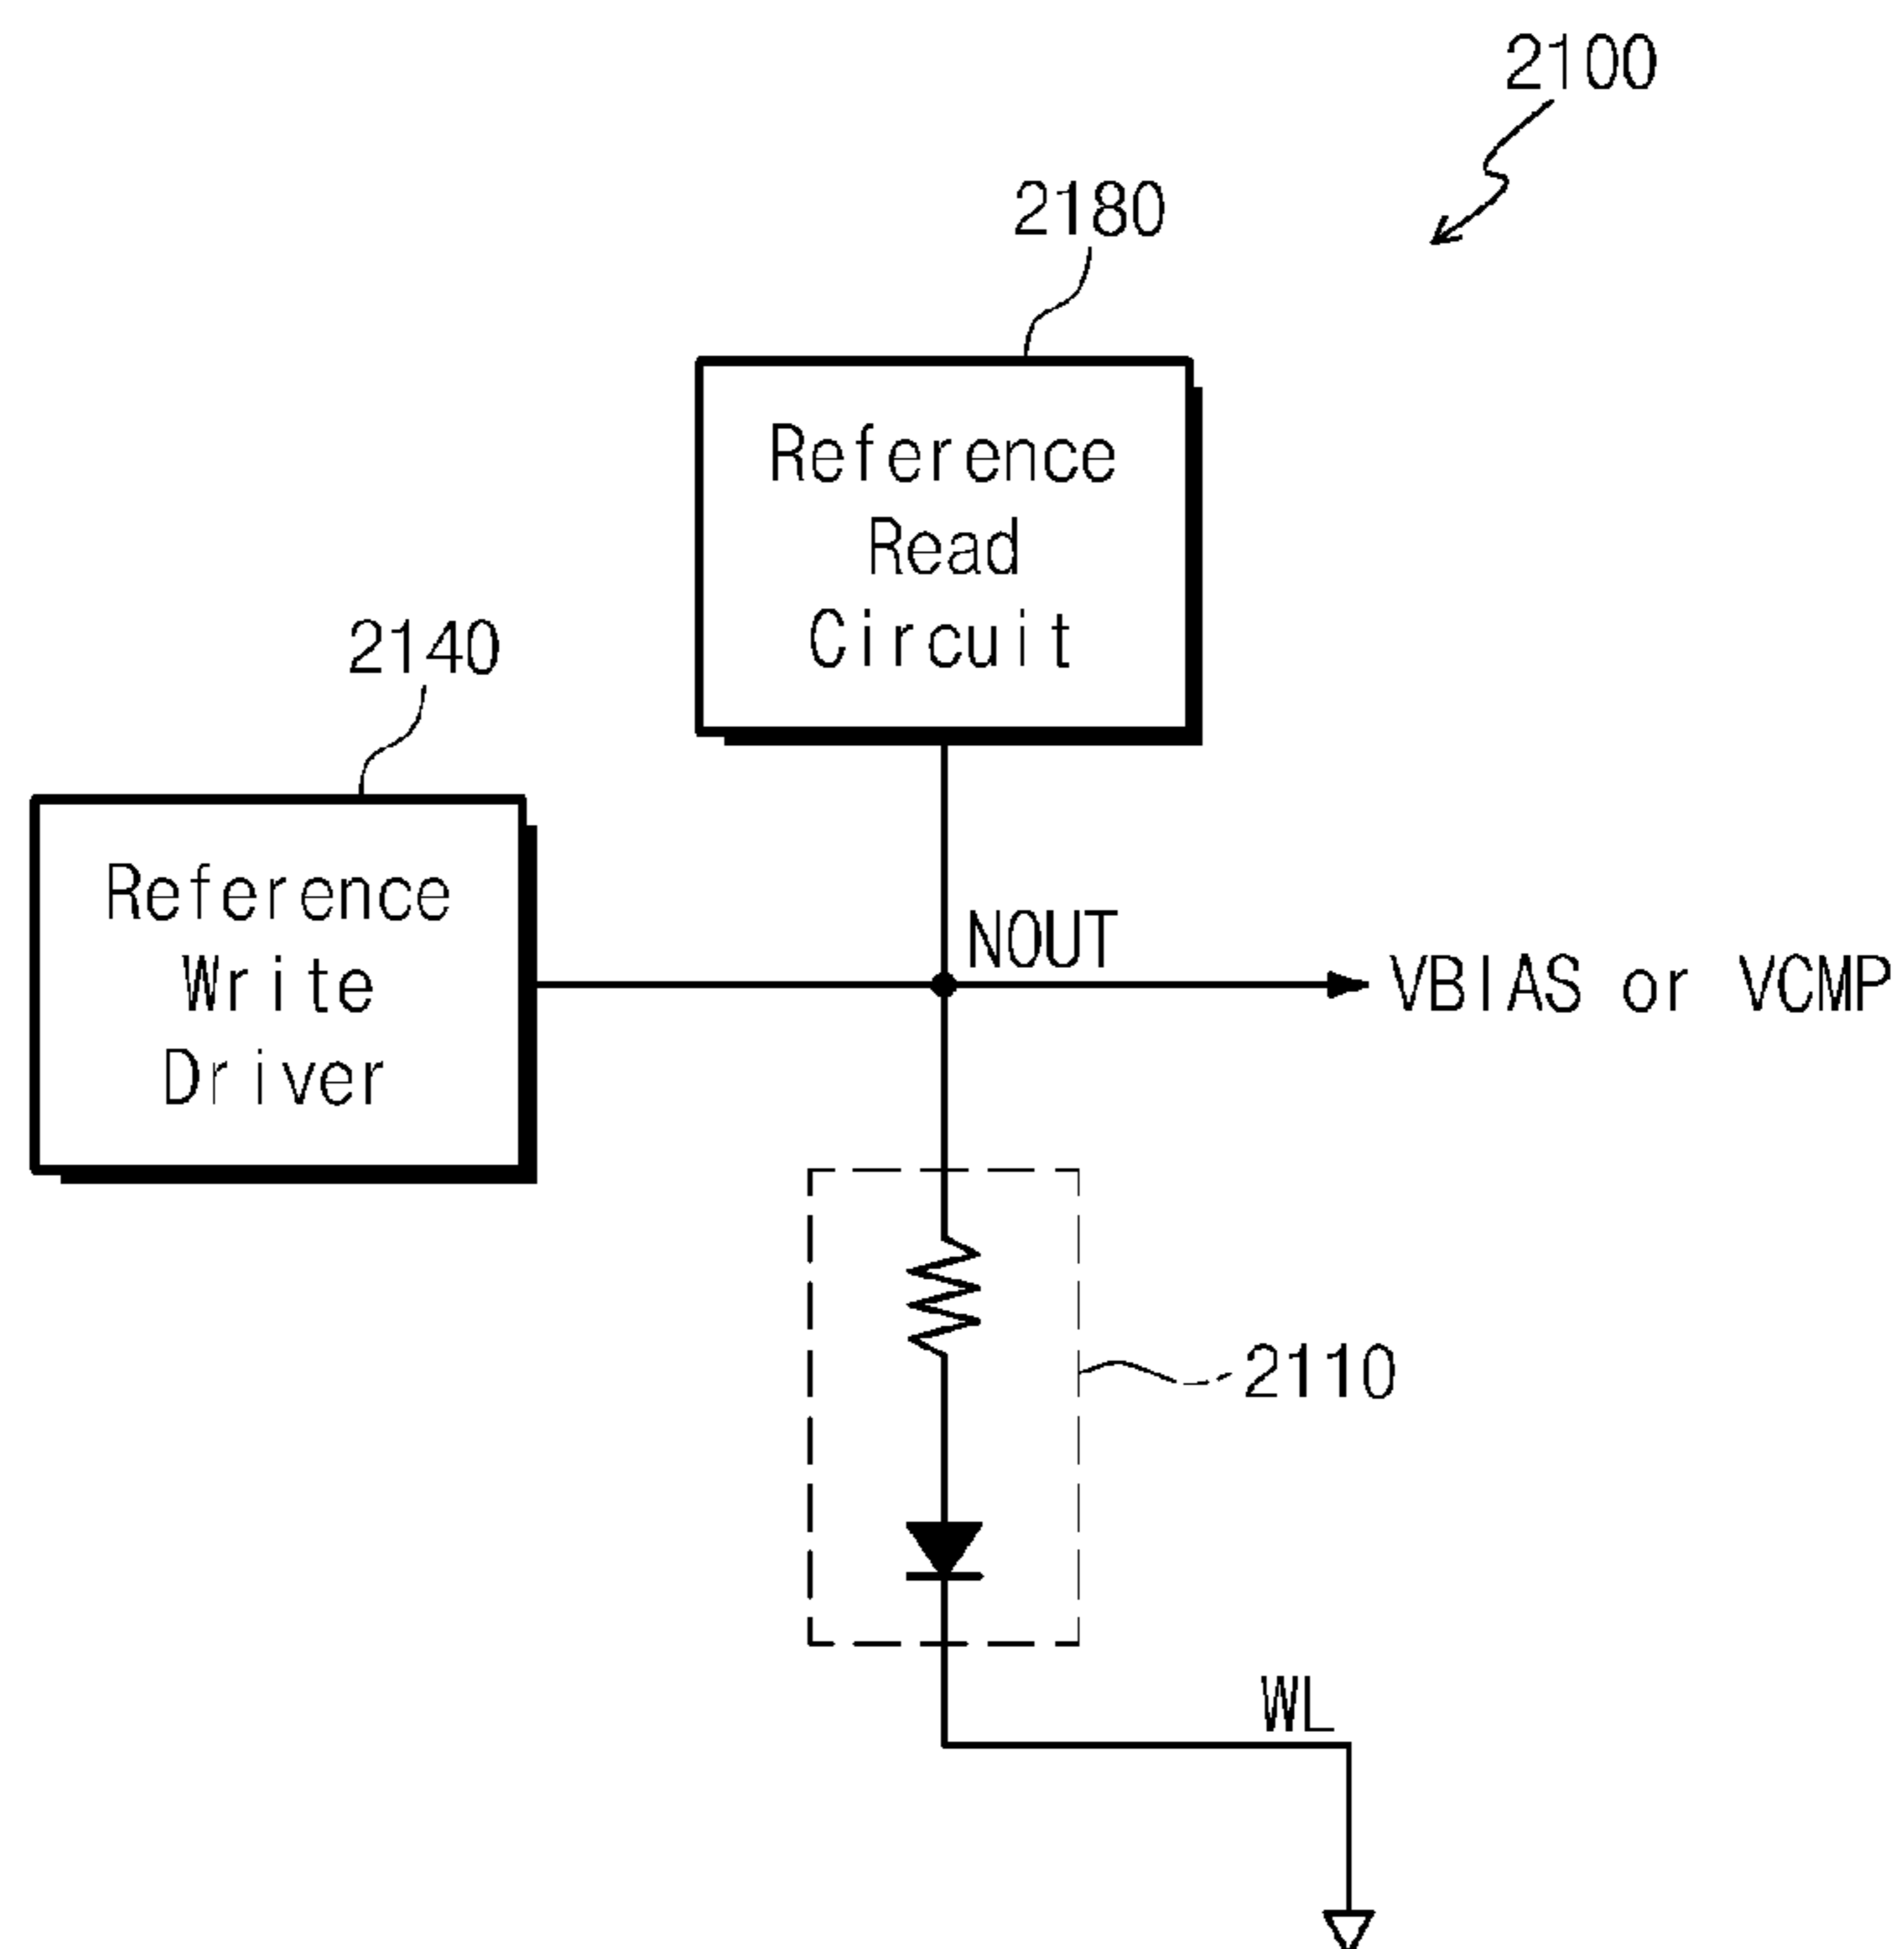 2100
2180
Reference
Read
Circuit
2140
Reference
Write
Driver
NOUT
VBIAS or VCMP
2110
WL